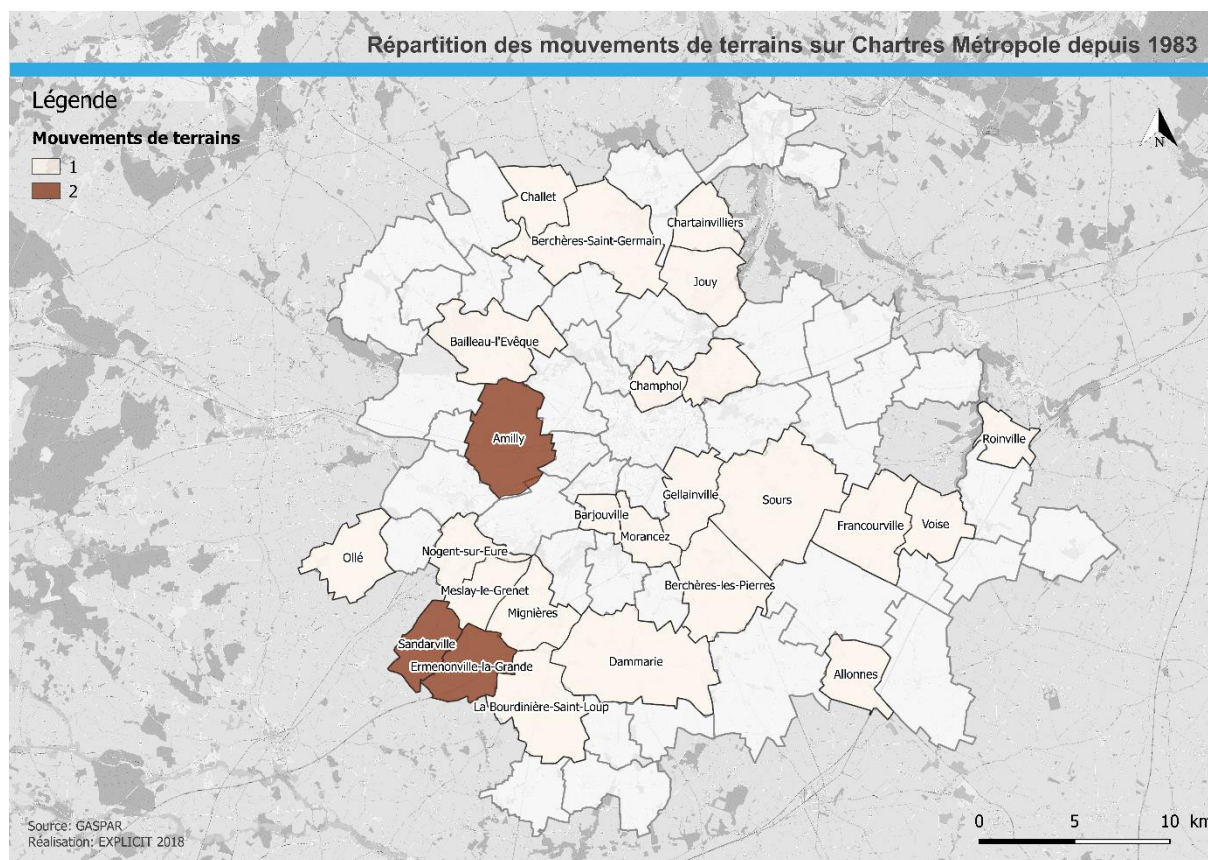 Répartition des mouvements de terrains sur Chartres Métropole depuis 1983
Légende
Mouvements de terrains
1
2
N
Challet
Chartainvilliers
Berchères-Saint-Germain
Jouy
Bailleau-l'Evêque
Champhol
Amilly
Roinville
Gellainville
Sours
Barjouville
Francourville
Voise
Morancez
Ollé
Nogent-sur-Eure
Meslay-le-Grenet
Berchères-les-Pierres
Mignières
Sandarville
Ermenonville-la-Grande
Dammarie
Allonnes
La Bourdinière-Saint-Loup
Source: GASPAR
Réalisation: EXPLICIT 2018
0 5 10 km